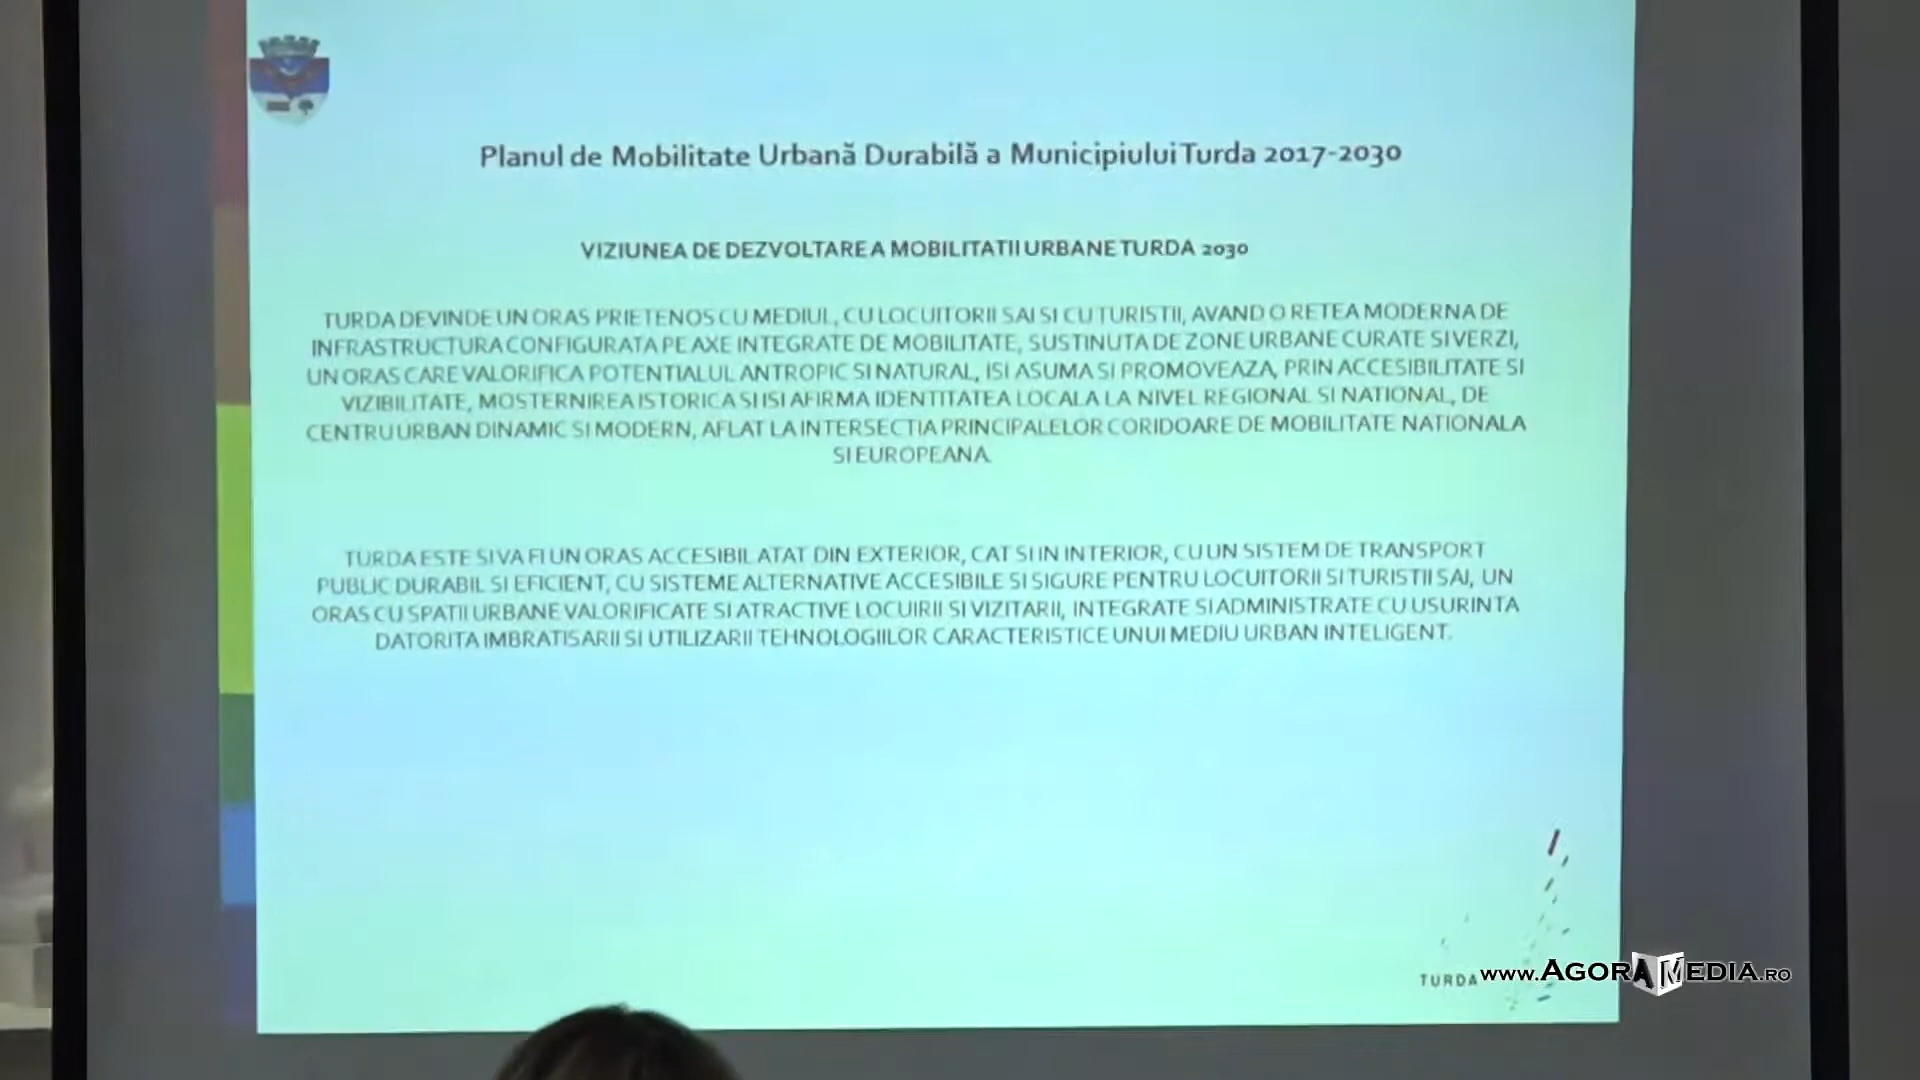 Planul de Mobilitate Urbană Durabilă a Municipiului Turda 2017-2030
VIZIUNEA DE DEZVOLTARE A MOBILITATII URBANE TURDA 2030
TURDA DEVINDE UN ORAS PRIETENOS CU MEDIUL, CU LOCUITORII SAI SI CU TURISTII, AVAND O RETEA MODERNA DE
INFRASTRUCTURA CONFIGURATA PE AXE INTEGRATE DE MOBILITATE, SUSTINUTA DE ZONE URBANE CURATE SI VERZI,
UN ORAS CARE VALORIFICA POTENTIALUL ANTROPIC SI NATURAL, ISI ASUMA SI PROMOVEAZA, PRIN ACCESIBILITATE SI
VIZIBILITATE, MOSTERNIREA ISTORICA SI ISI AFIRMA IDENTITATEA LOCALA LA NIVEL REGIONAL SI NATIONAL, DE
CENTRU URBAN DINAMIC SI MODERN, AFLAT LA INTERSECTIA PRINCIPALELOR CORIDOARE DE MOBILITATE NATIONALA
SI EUROPEANA.
TURDA ESTE SI VA FI UN ORAS ACCESIBIL ATAT DIN EXTERIOR, CAT SI IN INTERIOR, CU UN SISTEM DE TRANSPORT
PUBLIC DURABIL SI EFICIENT, CU SISTEME ALTERNATIVE ACCESIBILE SI SIGURE PENTRU LOCUITORII SI TURISTII SAI, UN
ORAS CU SPATII URBANE VALORIFICATE SI ATRACTIVE LOCUIRII SI VIZITARII, INTEGRATE SI ADMINISTRATE CU USURINTA
DATORITA IMBRATISARII SI UTILIZARII TEHNOLOGIILOR CARACTERISTICE UNUI MEDIU URBAN INTELIGENT.
TURDA
www.AGORAMEDIA.RO